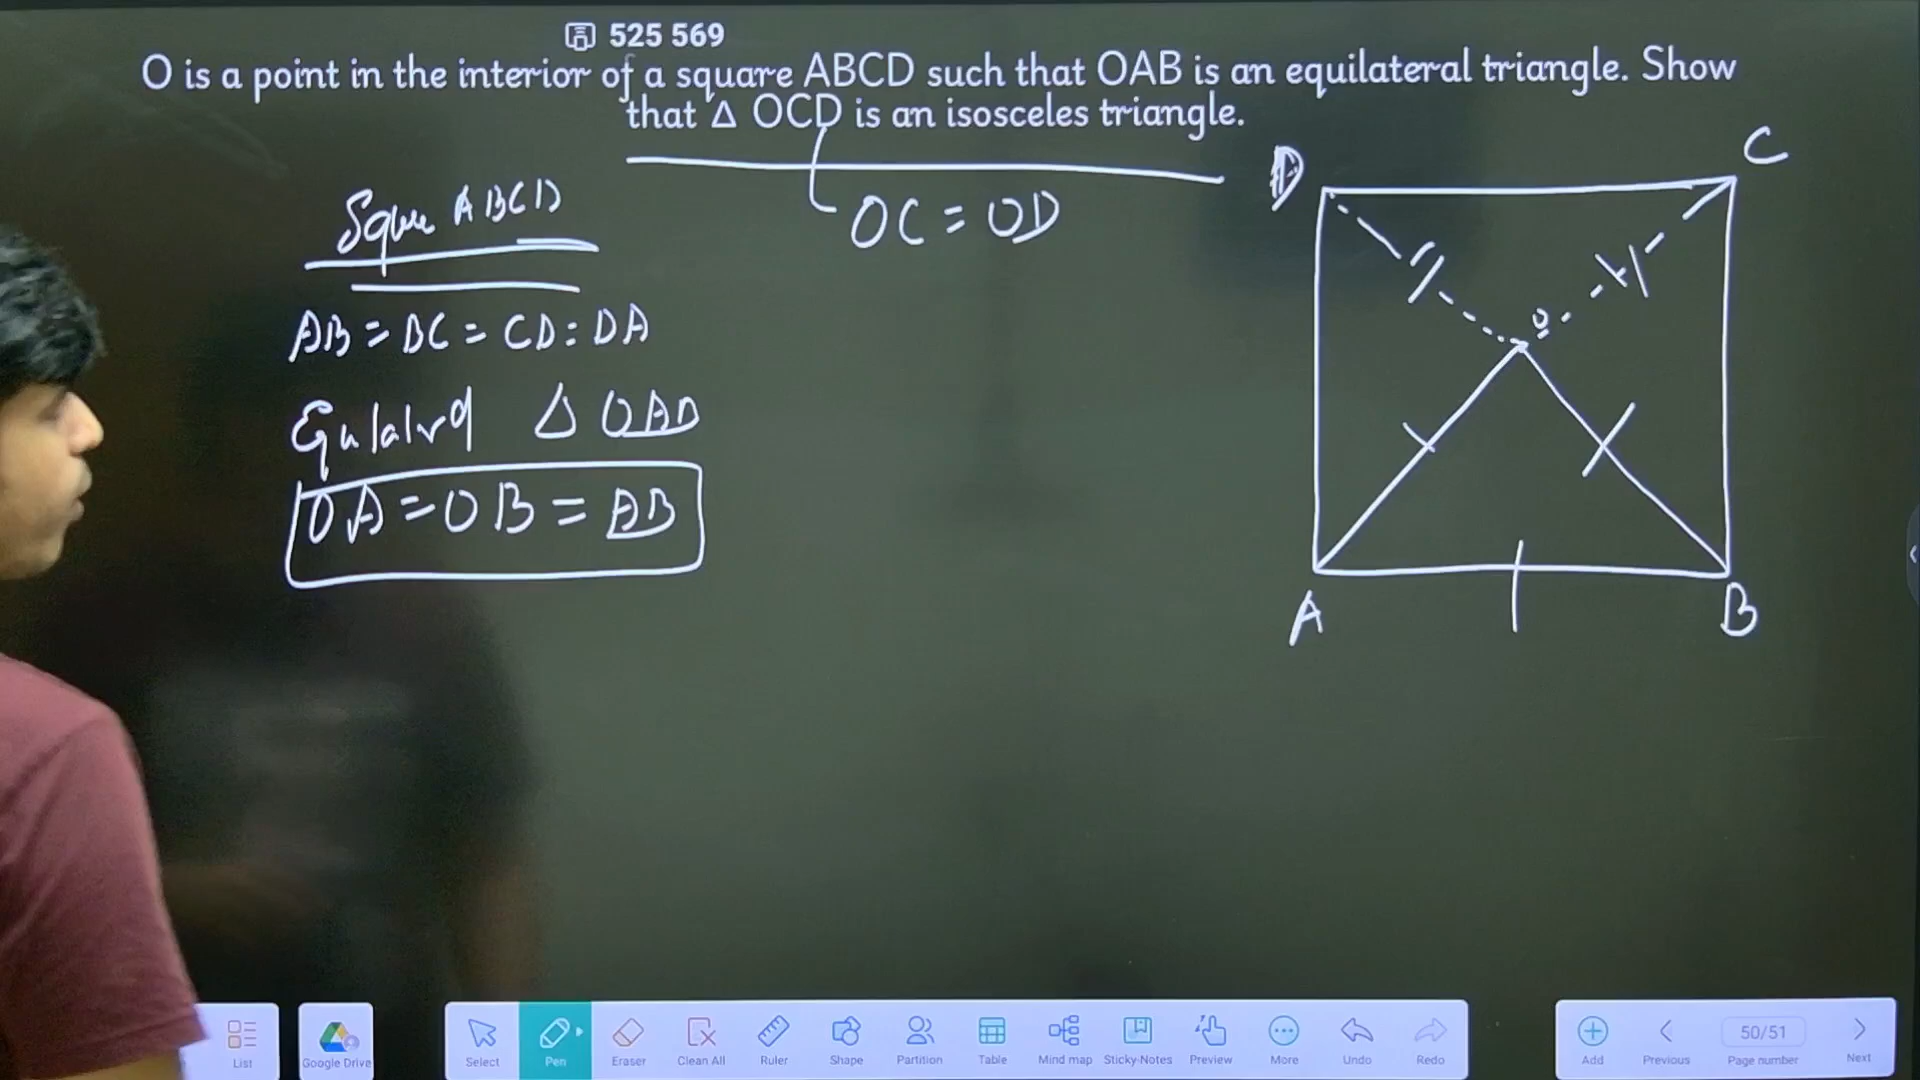 525 569
O is a point in the interior of a square ABCD such that OAB is an equilateral triangle. Show
that Δ OCD is an isosceles triangle.
OC = OD
Square ABCD
AB = BC = CD = DA
Δ OAB
OA = OB = AB
D
C
O
A
B
List
Google Drive
Select
Pen
Eraser
Clean All
Ruler
Shape
Partition
Table
Mind map
Sticky-Notes
Preview
More
Undo
Redo
Add
Previous
50/51
Page number
Next